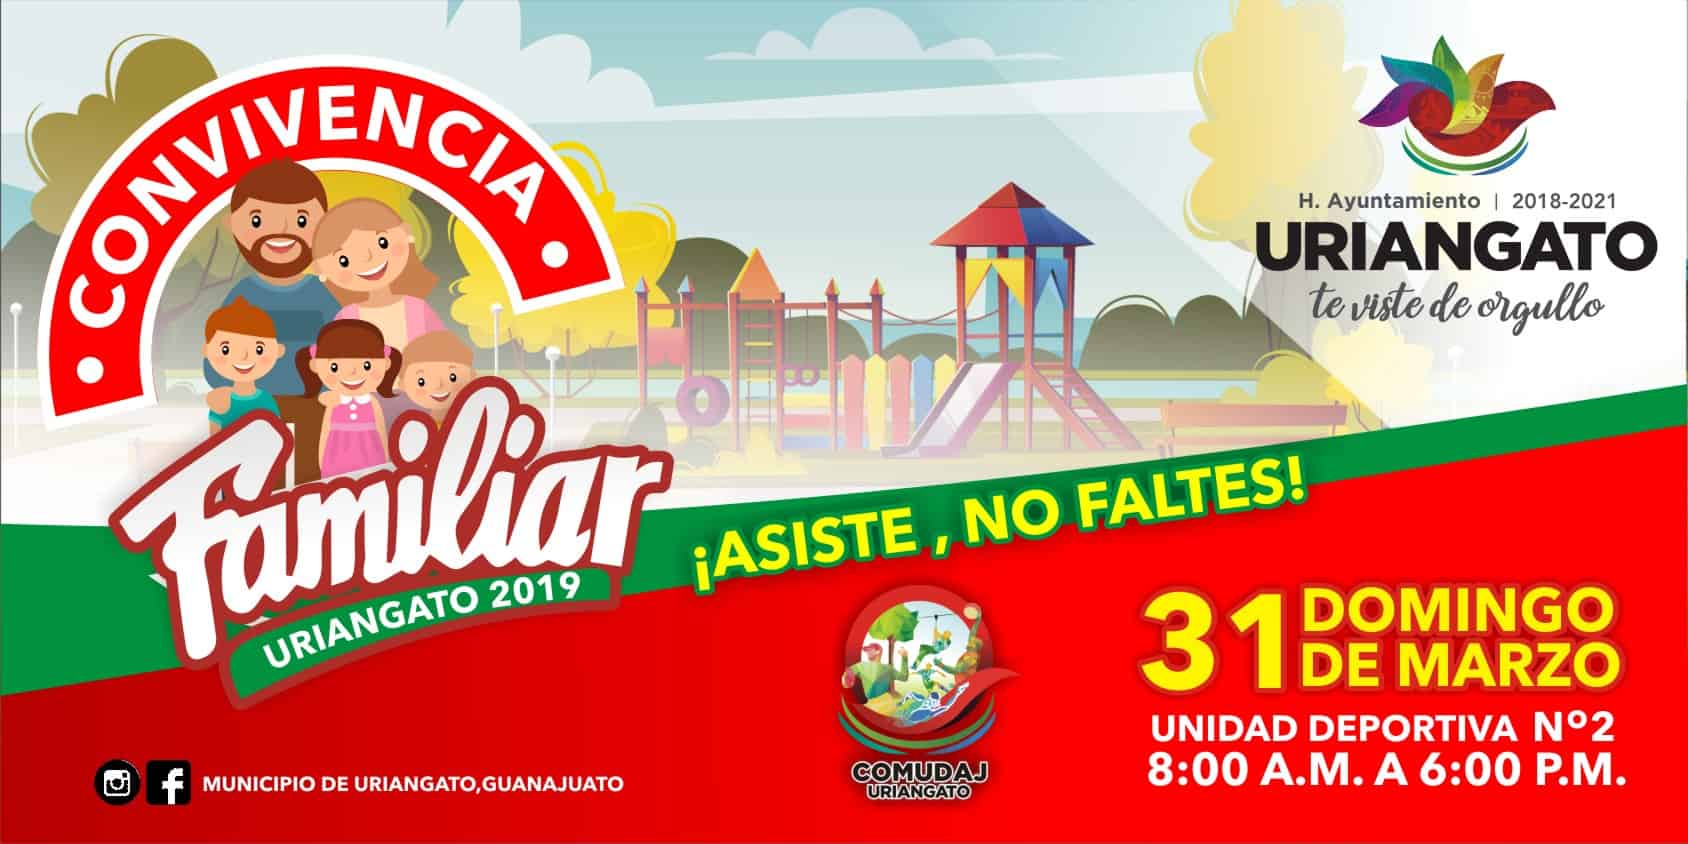 CONVIVENCIA
Familiar
URIANGATO 2019
H. Ayuntamiento | 2018-2021
URIANGATO
te viste de orgullo
¡ASISTE , NO FALTES!
31 DOMINGO
DE MARZO
UNIDAD DEPORTIVA Nº2
8:00 A.M. A 6:00 P.M.
COMUDAJ
URIANGATO
MUNICIPIO DE URIANGATO,GUANAJUATO